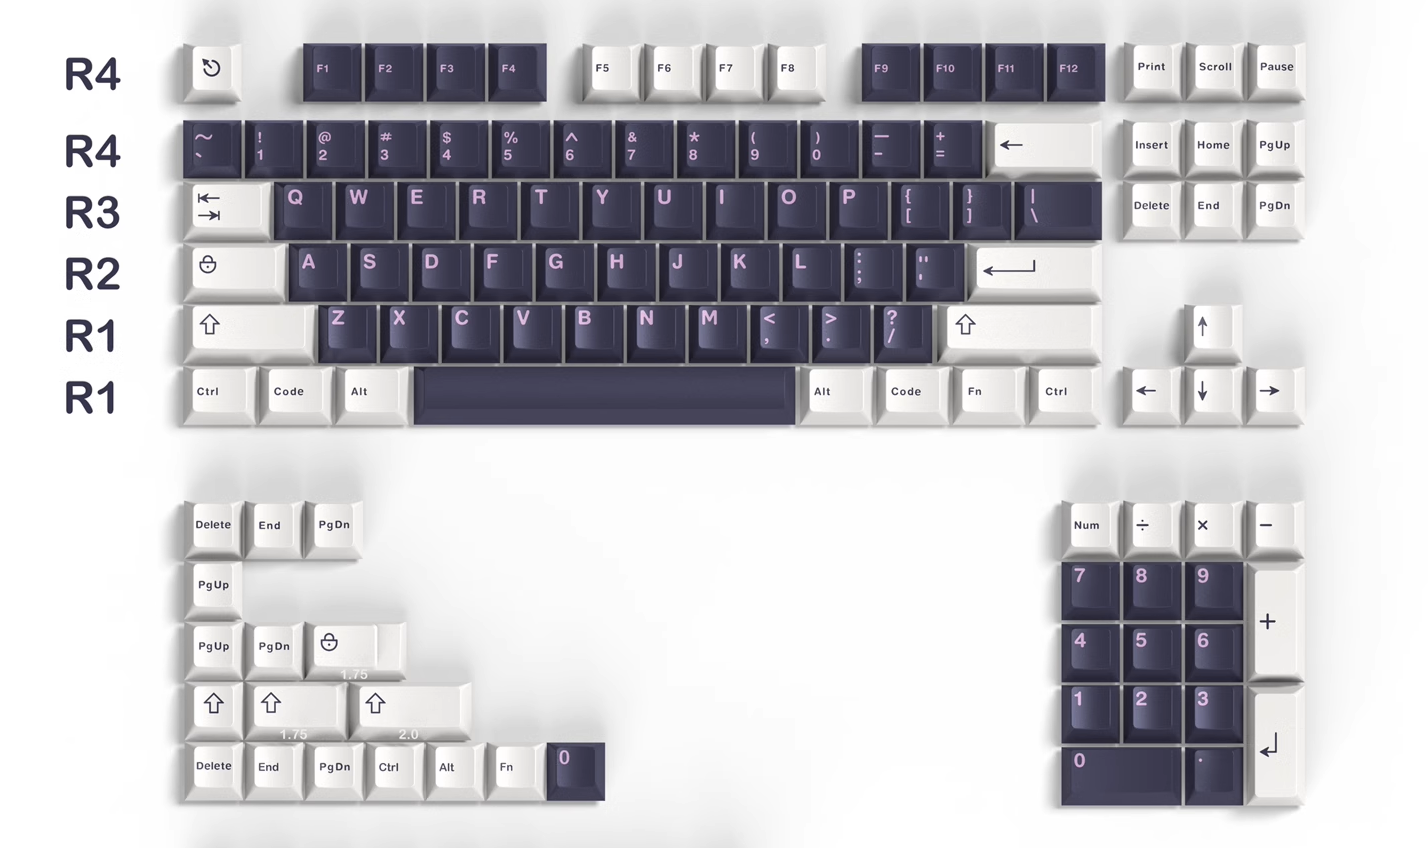 R4 F1 F2 F3 F4 F5 F6 F7 F8 F9 F10 F11 F12 Print Scroll Pause
R4 ~ ! @ # $ % ^ & * ( ) — +
` 1 2 3 4 5 6 7 8 9 0 - = ← Insert Home PgUp
R3 Q W E R T Y U I O P { } |
[ ] \ Delete End PgDn
R2 A S D F G H J K L : "
; '
R1 Z X C V B N M < > ?
, . /
R1 Ctrl Code Alt Alt Code Fn Ctrl ← ↓ →
Delete End PgDn
PgUp
PgUp PgDn
1.75
1.75 2.0
Delete End PgDn Ctrl Alt Fn 0
Num ÷ × −
7 8 9
+
4 5 6
1 2 3
0 .